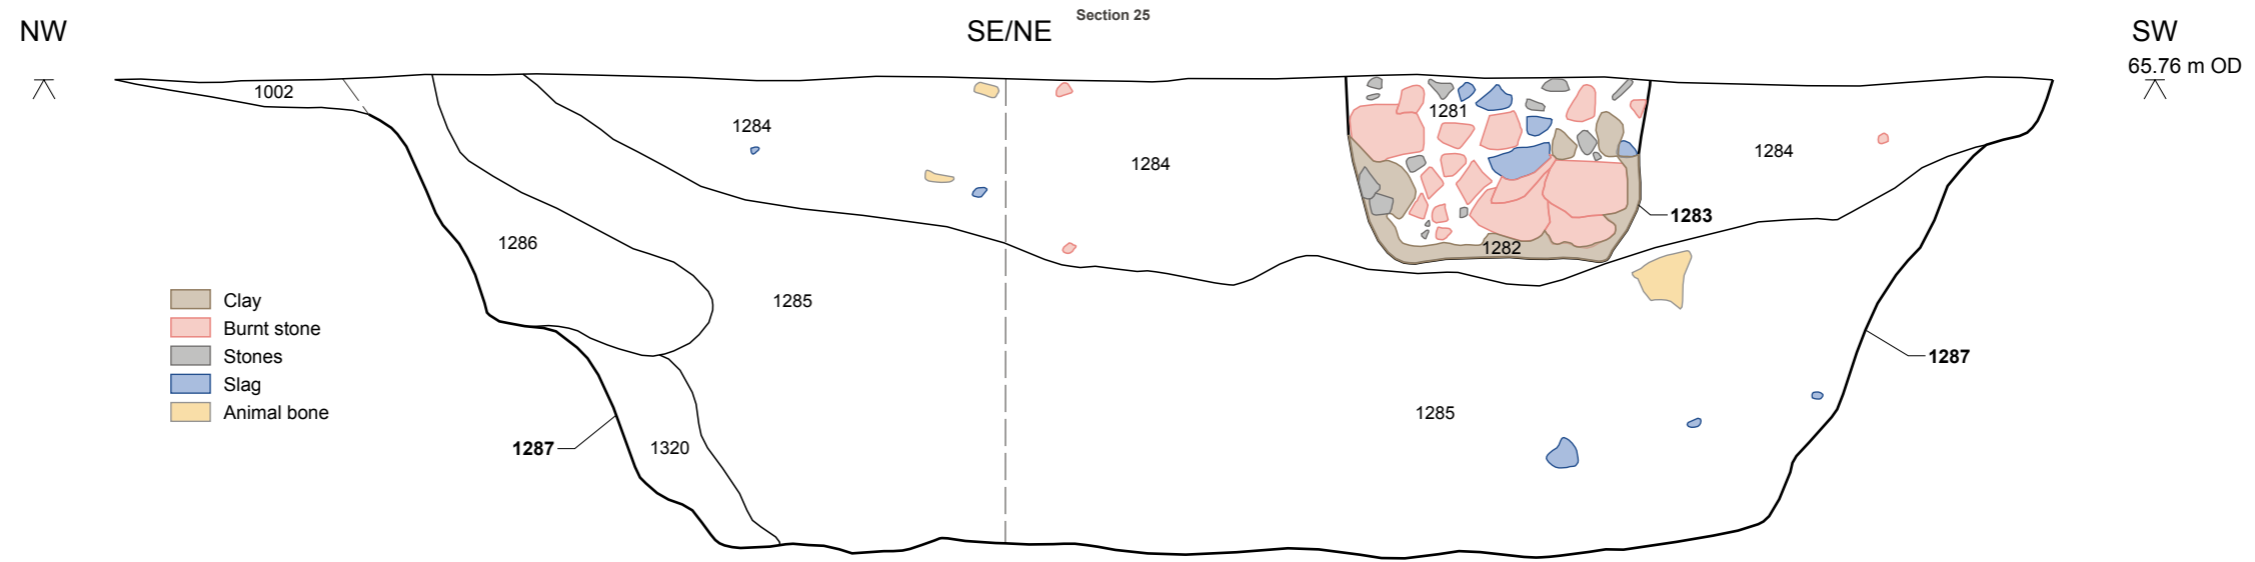 Section 25
NW
SE/NE
SW
65.76 m OD
1002
1284
1281
1284
1284
1283
1286
1282
1285
Clay
Burnt stone
Stones
Slag
Animal bone
1287
1285
1287
1320